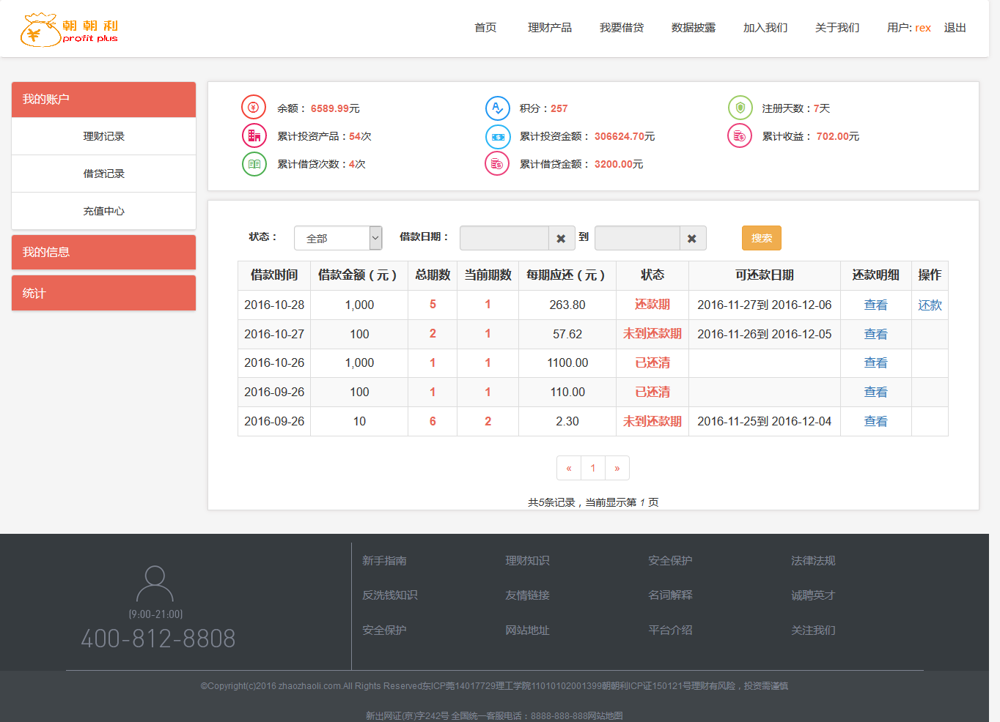 朝朝利
profit plus
首页 理财产品 我要借贷 数据披露 加入我们 关于我们 用户: rex 退出
我的账户
理财记录
借贷记录
充值中心
我的信息
统计
余额： 6589.99元 积分：257 注册天数：7天
累计投资产品：54次 累计投资金额： 306624.70元 累计收益： 702.00元
累计借贷次数：4次 累计借贷金额： 3200.00元
状态： 全部 借款日期： 到 搜索
借款时间 借款金额（元） 总期数 当前期数 每期应还（元） 状态 可还款日期 还款明细 操作
2016-10-28 1,000 5 1 263.80 还款期 2016-11-27到 2016-12-06 查看 还款
2016-10-27 100 2 1 57.62 未到还款期 2016-11-26到 2016-12-05 查看
2016-10-26 1,000 1 1 1100.00 已还清 查看
2016-09-26 100 1 1 110.00 已还清 查看
2016-09-26 10 6 2 2.30 未到还款期 2016-11-25到 2016-12-04 查看
« 1 »
共5条记录，当前显示第 1 页
(9:00-21:00)
400-812-8808
新手指南 理财知识 安全保护 法律法规
反洗钱知识 友情链接 名词解释 诚聘英才
安全保护 网站地址 平台介绍 关注我们
©Copyright(c)2016 zhaozhaoli.com.All Rights Reserved东ICP莞14017729理工学院11010102001399朝朝利ICP证150121号理财有风险，投资需谨慎
新出网证(京)字242号 全国统一客服电话：8888-888-888网站地图